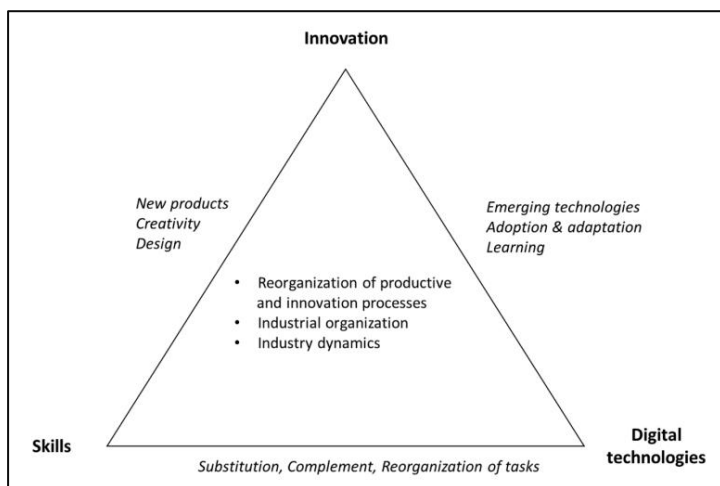 Innovation
New products
Creativity
Design
Emerging technologies
Adoption & adaptation
Learning
• Reorganization of productive
and innovation processes
• Industrial organization
• Industry dynamics
Skills
Digital
technologies
Substitution, Complement, Reorganization of tasks